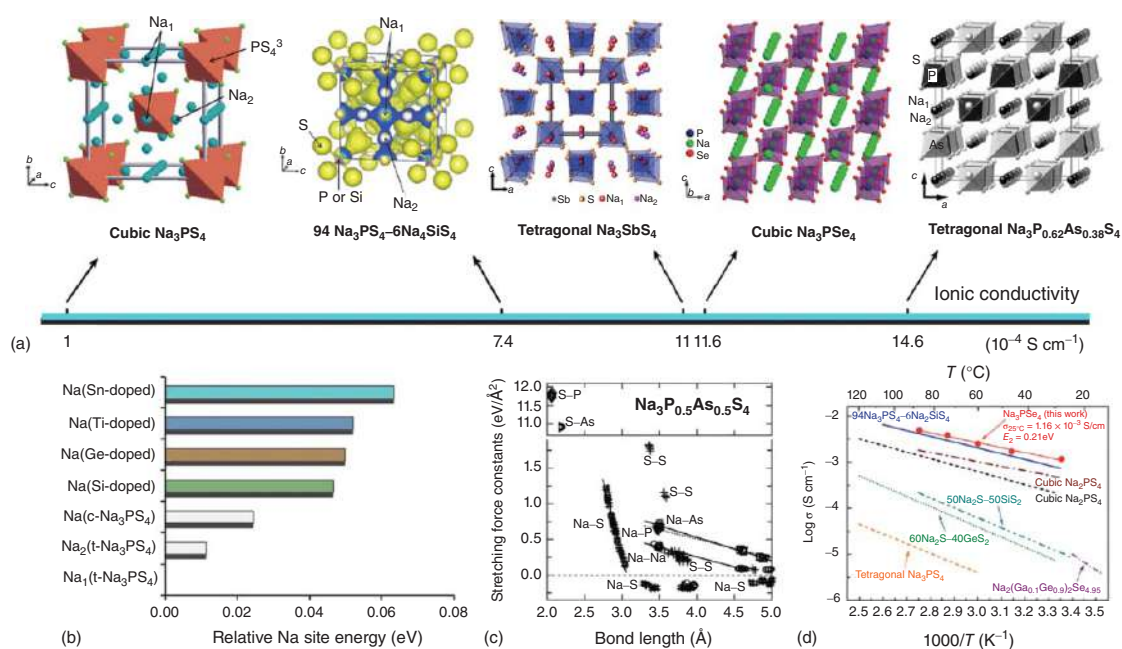 Na₁
PS₄³
Na₂
b
a
c
Cubic Na₃PS₄
Na₁
S
P or Si
Na₂
b
a
c
94 Na₃PS₄–6Na₄SiS₄
c
a
Sb S Na₁ Na₂
Tetragonal Na₃SbS₄
P
Na
Se
c
b
a
Cubic Na₃PSe₄
S
P
Na₁
Na₂
As
c
a
Tetragonal Na₃P₀.₆₂As₀.₃₈S₄
Ionic conductivity
(a)
1 7.4 11 11.6 14.6 (10⁻⁴ S cm⁻¹)
Na(Sn-doped)
Na(Ti-doped)
Na(Ge-doped)
Na(Si-doped)
Na(c-Na₃PS₄)
Na₂(t-Na₃PS₄)
Na₁(t-Na₃PS₄)
0.00 0.02 0.04 0.06 0.08
(b) Relative Na site energy (eV)
Stretching force constants (eV/Å²)
12.0
11.5
11.0
1.5
1.0
0.5
0.0
S–P
S–As
Na₃P₀.₅As₀.₅S₄
S–S
S–S
Na–S
Na–As
Na–P
Na–Na
S–S
Na–S
Na–S
2.0 2.5 3.0 3.5 4.0 4.5 5.0
(c) Bond length (Å)
T (°C)
120 100 80 60 40 20
Log σ (S cm⁻¹)
–2
–3
–4
–5
–6
94Na₃PS₄–6Na₂SiS₄
Na₃PSe₄ (this work)
σ₂₅°C = 1.16 × 10⁻³ S/cm
E₂ = 0.21eV
Cubic Na₂PS₄
Cubic Na₂PS₄
50Na₂S–50SiS₂
60Na₂S–40GeS₂
Tetragonal Na₃PS₄
Na₂(Ga₀.₁Ge₀.₉)₂Se₄.₉₅
2.5 2.6 2.7 2.8 2.9 3.0 3.1 3.2 3.3 3.4 3.5
(d) 1000/T (K⁻¹)